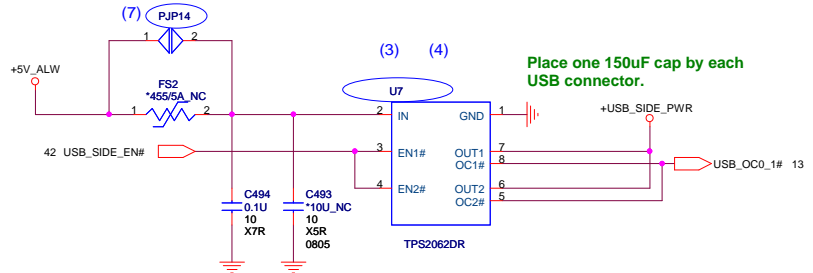 (7) PJP14
1 2
(3) (4)
+5V_ALW
FS2
*455/5A_NC
1 2
U7
Place one 150uF cap by each
USB connector.
+USB_SIDE_PWR
2 IN GND 1
42 USB_SIDE_EN# 3 EN1# OUT1 7
OC1# 8 USB_OC0_1# 13
4 EN2# OUT2 6
OC2# 5
C494
0.1U
10
X7R
C493
*10U_NC
10
X5R
0805
TPS2062DR